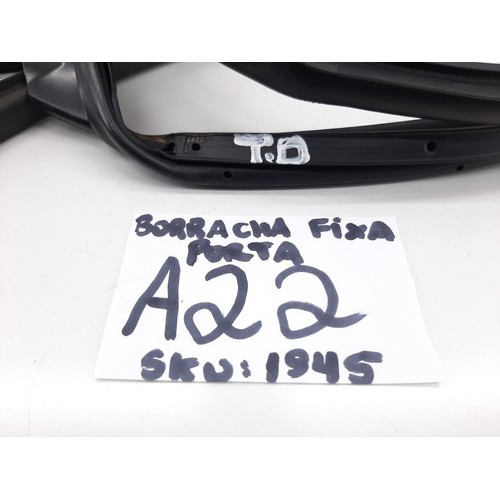 T.D
BORRACHA FIXA
PORTA
A22
SKU: 1945